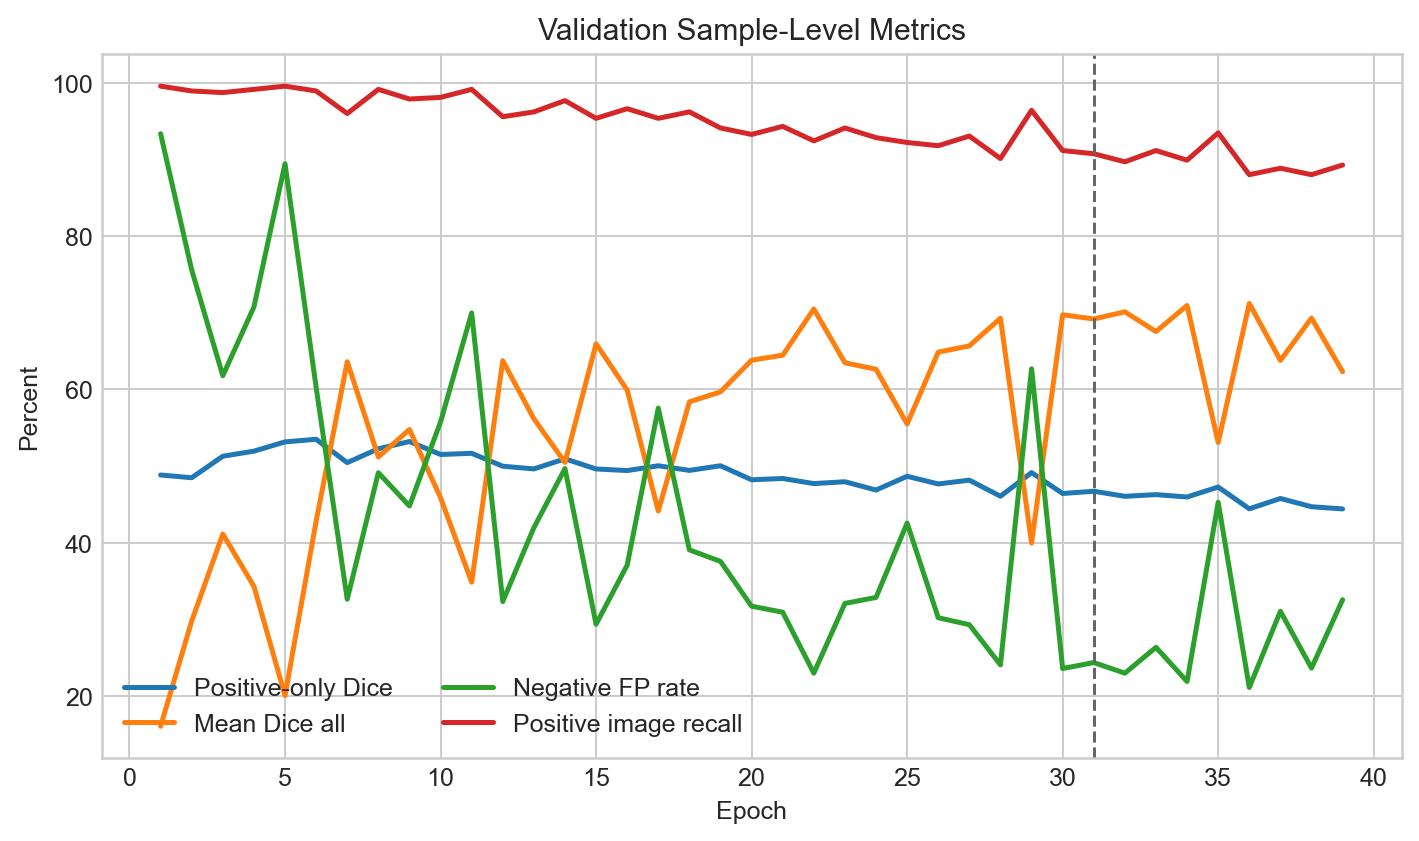 Validation Sample-Level Metrics
Percent
100
80
60
40
20
Positive-only Dice
Mean Dice all
Negative FP rate
Positive image recall
0 5 10 15 20 25 30 35 40
Epoch